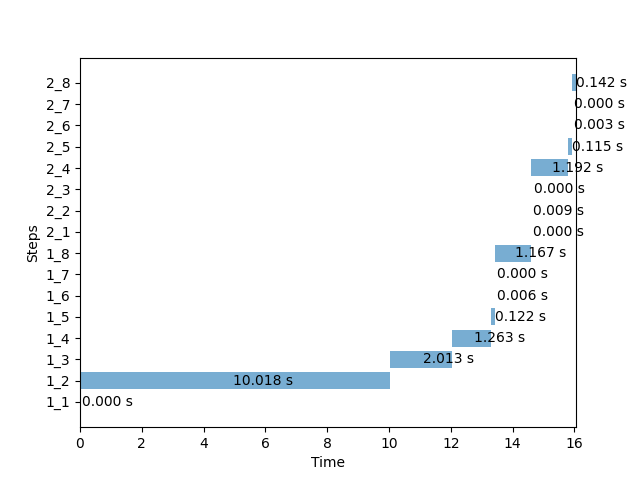 2_8 0.142 s
2_7 0.000 s
2_6 0.003 s
2_5 0.115 s
2_4 1.192 s
2_3 0.000 s
2_2 0.009 s
2_1 0.000 s
1_8 1.167 s
1_7 0.000 s
1_6 0.006 s
1_5 0.122 s
1_4 1.263 s
1_3 2.013 s
1_2 10.018 s
1_1 0.000 s
Steps
0 2 4 6 8 10 12 14 16
Time